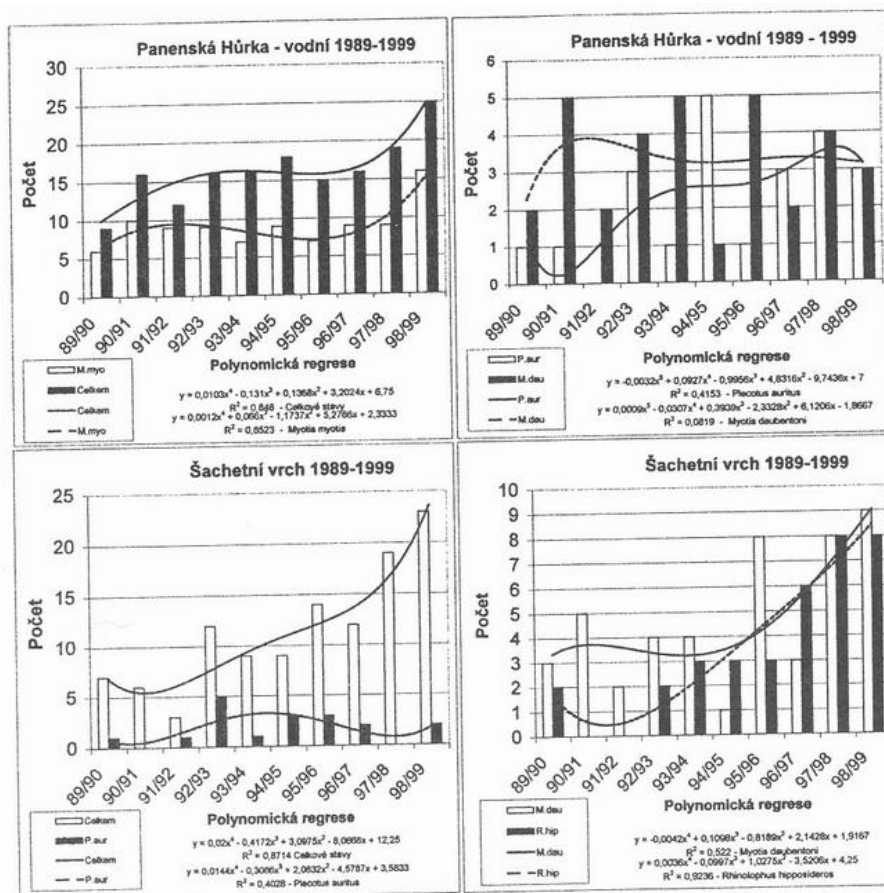 Panenská Hůrka - vodní 1989-1999
30
25
20
15
10
5
0
Počet
89/90
90/91
91/92
92/93
93/94
94/95
95/96
96/97
97/98
98/99
Polynomická regrese
M.myo
Celkem
Celkem
M.myo
y = 0,0103x⁴ - 0,131x³ + 0,1368x² + 3,2024x + 6,75
R² = 0,848 - Celkové stavy
y = 0,0012x⁴ + 0,066x³ - 1,1737x² + 5,2786x + 2,3333
R² = 0,8523 - Myotis myotis
Panenská Hůrka - vodní 1989 - 1999
6
5
4
3
2
1
0
Počet
89/90
90/91
91/92
92/93
93/94
94/95
95/96
96/97
97/98
98/99
Polynomická regrese
P.aur
M.dau
P.aur
M.dau
y = -0,0032x⁵ + 0,0927x⁴ - 0,9956x³ + 4,8316x² - 9,7436x + 7
R² = 0,4153 - Plecotus auritus
y = 0,0009x⁵ - 0,0307x⁴ + 0,3939x³ - 2,3328x² + 6,1206x - 1,8667
R² = 0,0819 - Myotis daubentoni
Šachetní vrch 1989-1999
25
20
15
10
5
0
Počet
89/90
90/91
91/92
92/93
93/94
94/95
95/96
96/97
97/98
98/99
Polynomická regrese
Celkem
P.aur
Celkem
P.aur
y = 0,02x⁴ - 0,4172x³ + 3,0975x² - 8,0668x + 12,25
R² = 0,8714 Celkové stavy
y = 0,0144x⁴ - 0,3086x³ + 2,0832x² - 4,5787x + 3,5833
R² = 0,4028 - Plecotus auritus
Šachetní vrch 1989-1999
10
9
8
7
6
5
4
3
2
1
0
Počet
89/90
90/91
91/92
92/93
93/94
94/95
95/96
96/97
97/98
98/99
Polynomická regrese
M.dau
R.hip
M.dau
R.hip
y = -0,0042x⁴ + 0,1098x³ - 0,8189x² + 2,1428x + 1,9167
R² = 0,522 - Myotis daubentoni
y = 0,0036x⁴ - 0,0997x³ + 1,0275x² - 3,5206x + 4,25
R² = 0,9236 - Rhinolophus hipposideros